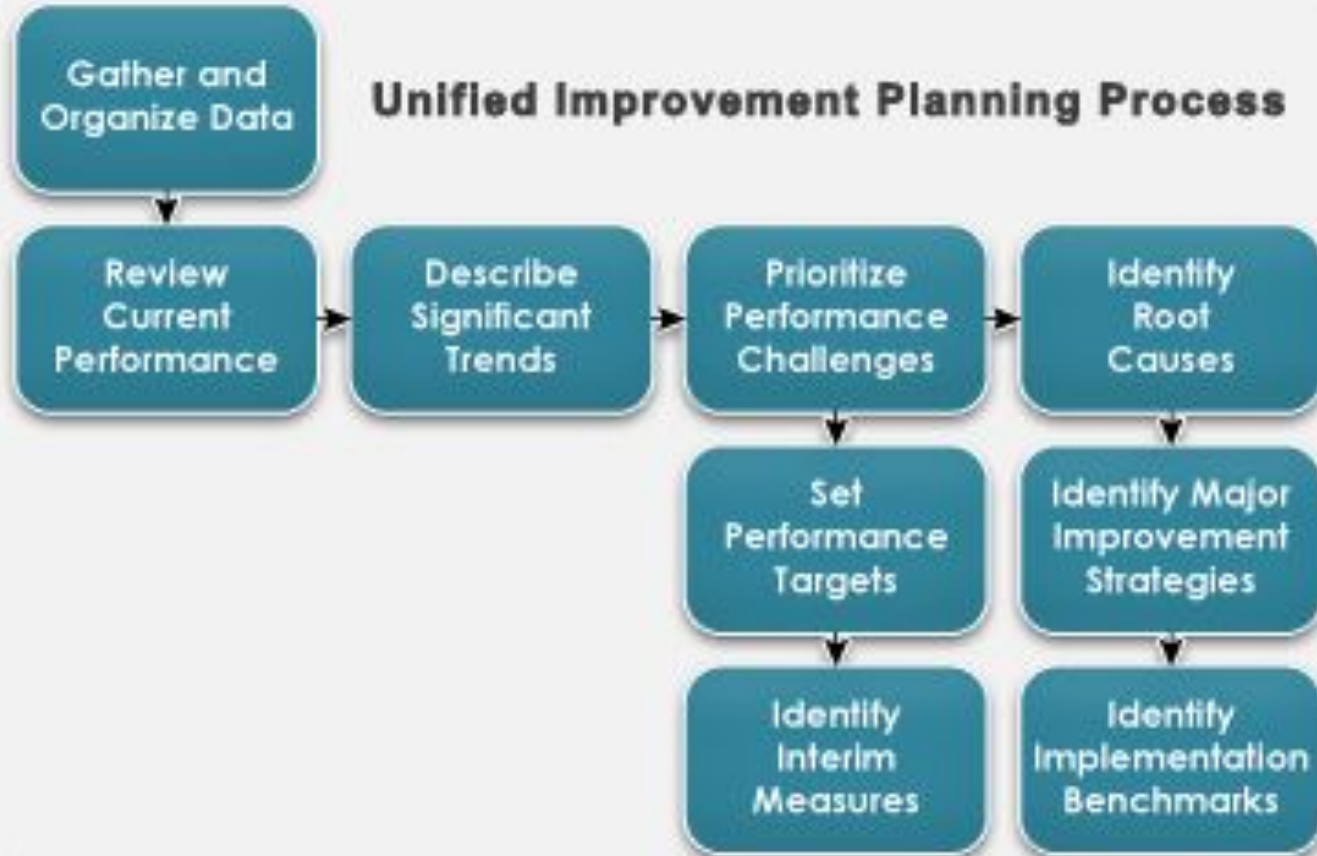 Gather and
Organize Data
Unified Improvement Planning Process
Review
Current
Performance
Describe
Significant
Trends
Prioritize
Performance
Challenges
Identify
Root
Causes
Set
Performance
Targets
Identify Major
Improvement
Strategies
Identify
Interim
Measures
Identify
Implementation
Benchmarks